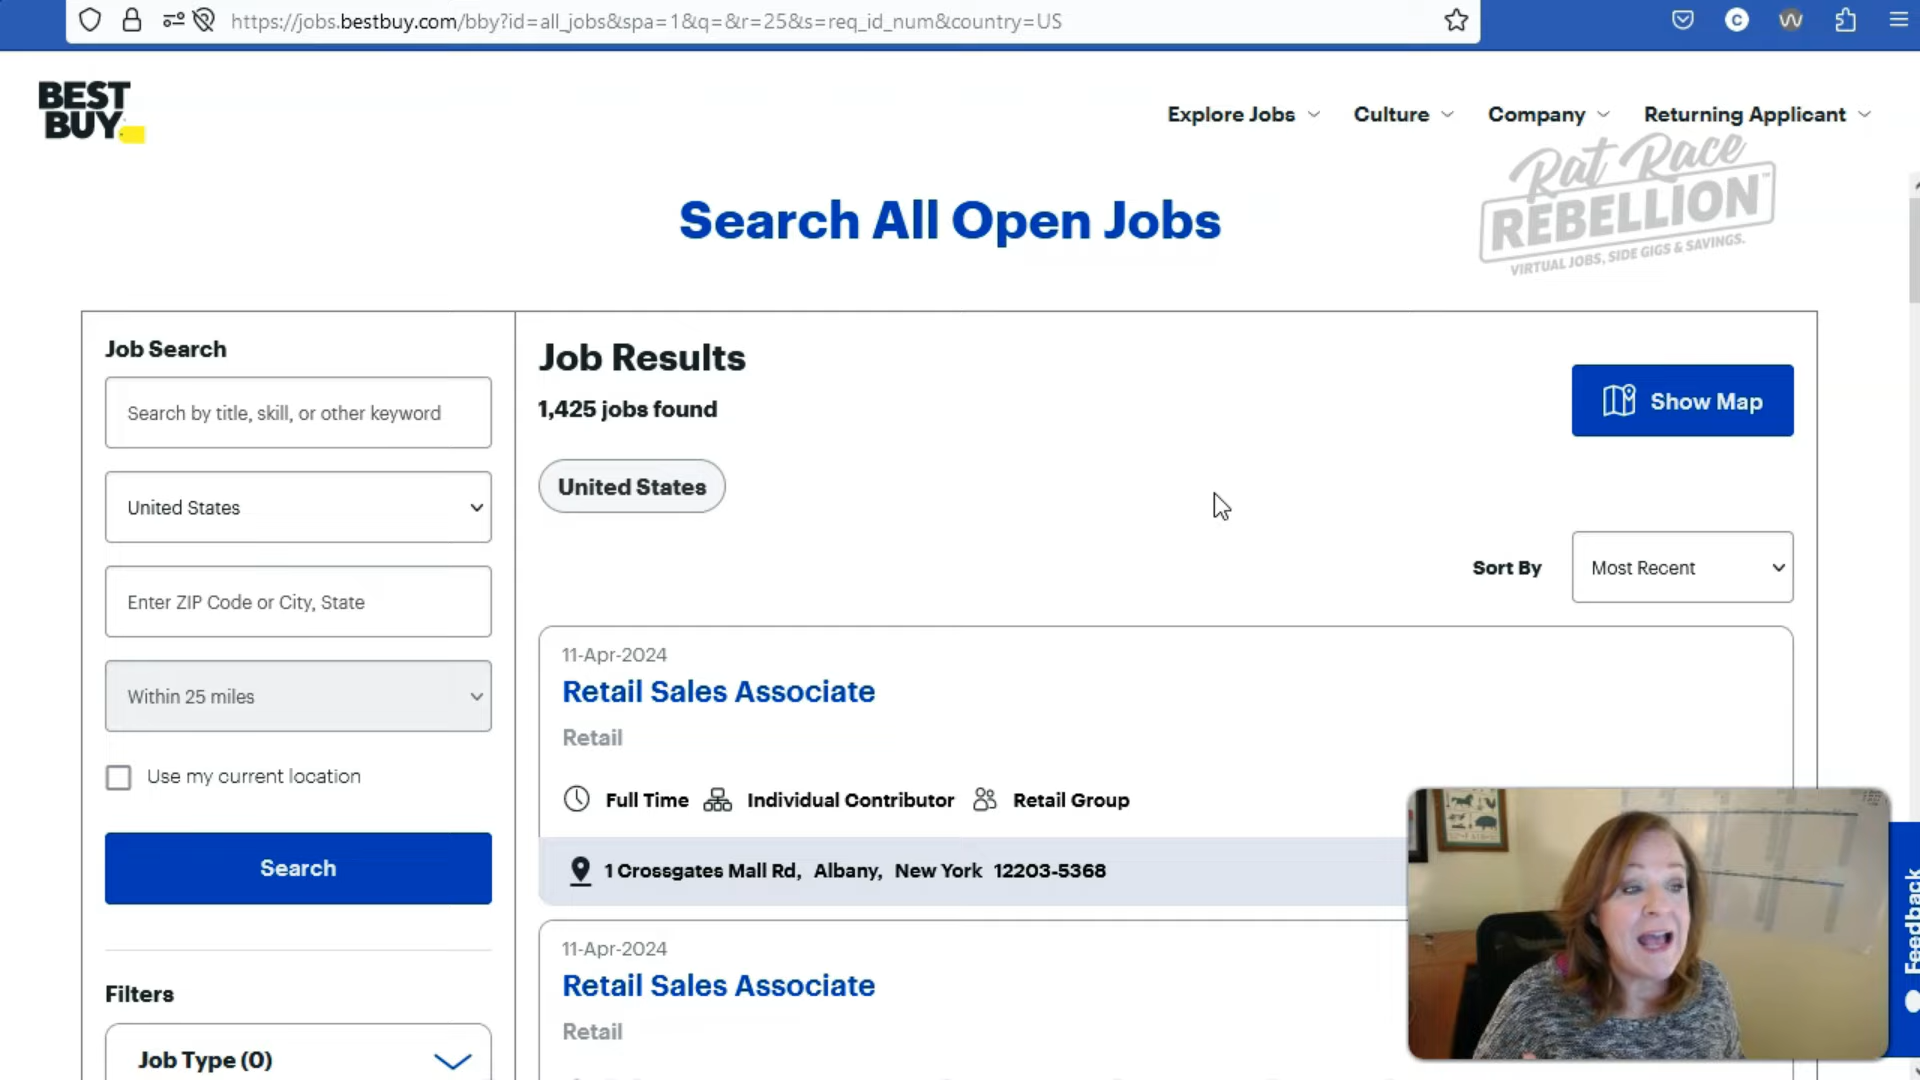 https://jobs.bestbuy.com/bby?id=all_jobs&spa=1&q=&r=25&s=req_id_num&country=US
C
BEST
BUY
Explore Jobs
Culture
Company
Returning Applicant
Rat Race
REBELLION™
VIRTUAL JOBS, SIDE GIGS & SAVINGS.
Search All Open Jobs
Job Search
Search by title, skill, or other keyword
United States
Enter ZIP Code or City, State
Within 25 miles
Use my current location
Search
Filters
Job Type (0)
Job Results
1,425 jobs found
Show Map
United States
Sort By
Most Recent
11-Apr-2024
Retail Sales Associate
Retail
Full Time
Individual Contributor
Retail Group
1 Crossgates Mall Rd, Albany, New York 12203-5368
11-Apr-2024
Retail Sales Associate
Retail
Feedback